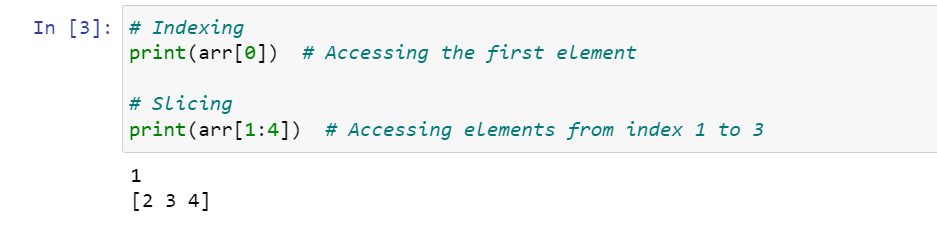 In [3]: # Indexing
print(arr[0])  # Accessing the first element

# Slicing
print(arr[1:4])  # Accessing elements from index 1 to 3

1
[2 3 4]